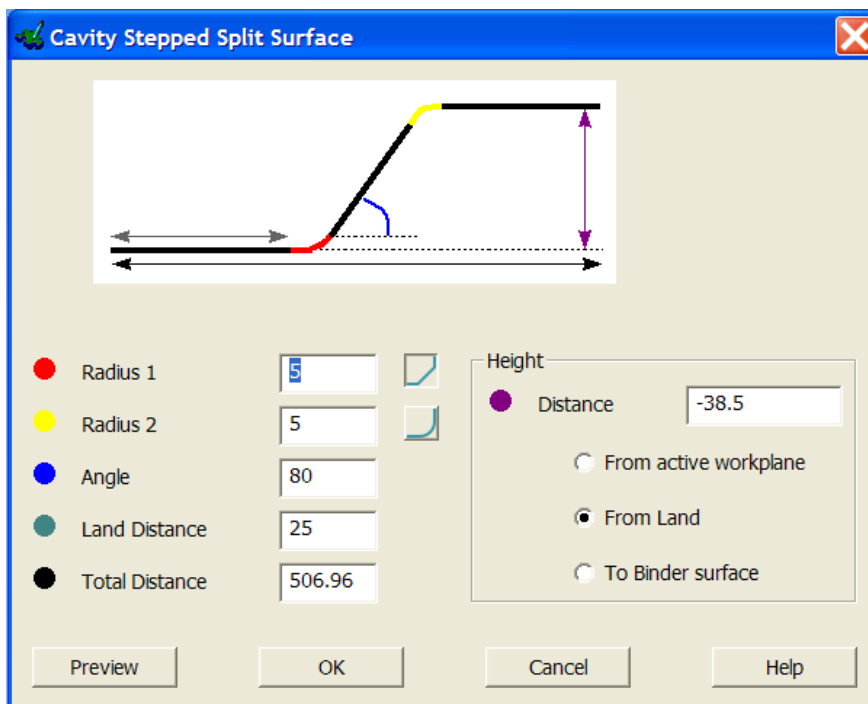 Cavity Stepped Split Surface
Radius 1 5
Radius 2 5
Angle 80
Land Distance 25
Total Distance 506.96
Height
Distance -38.5
From active workplane
From Land
To Binder surface
Preview OK Cancel Help